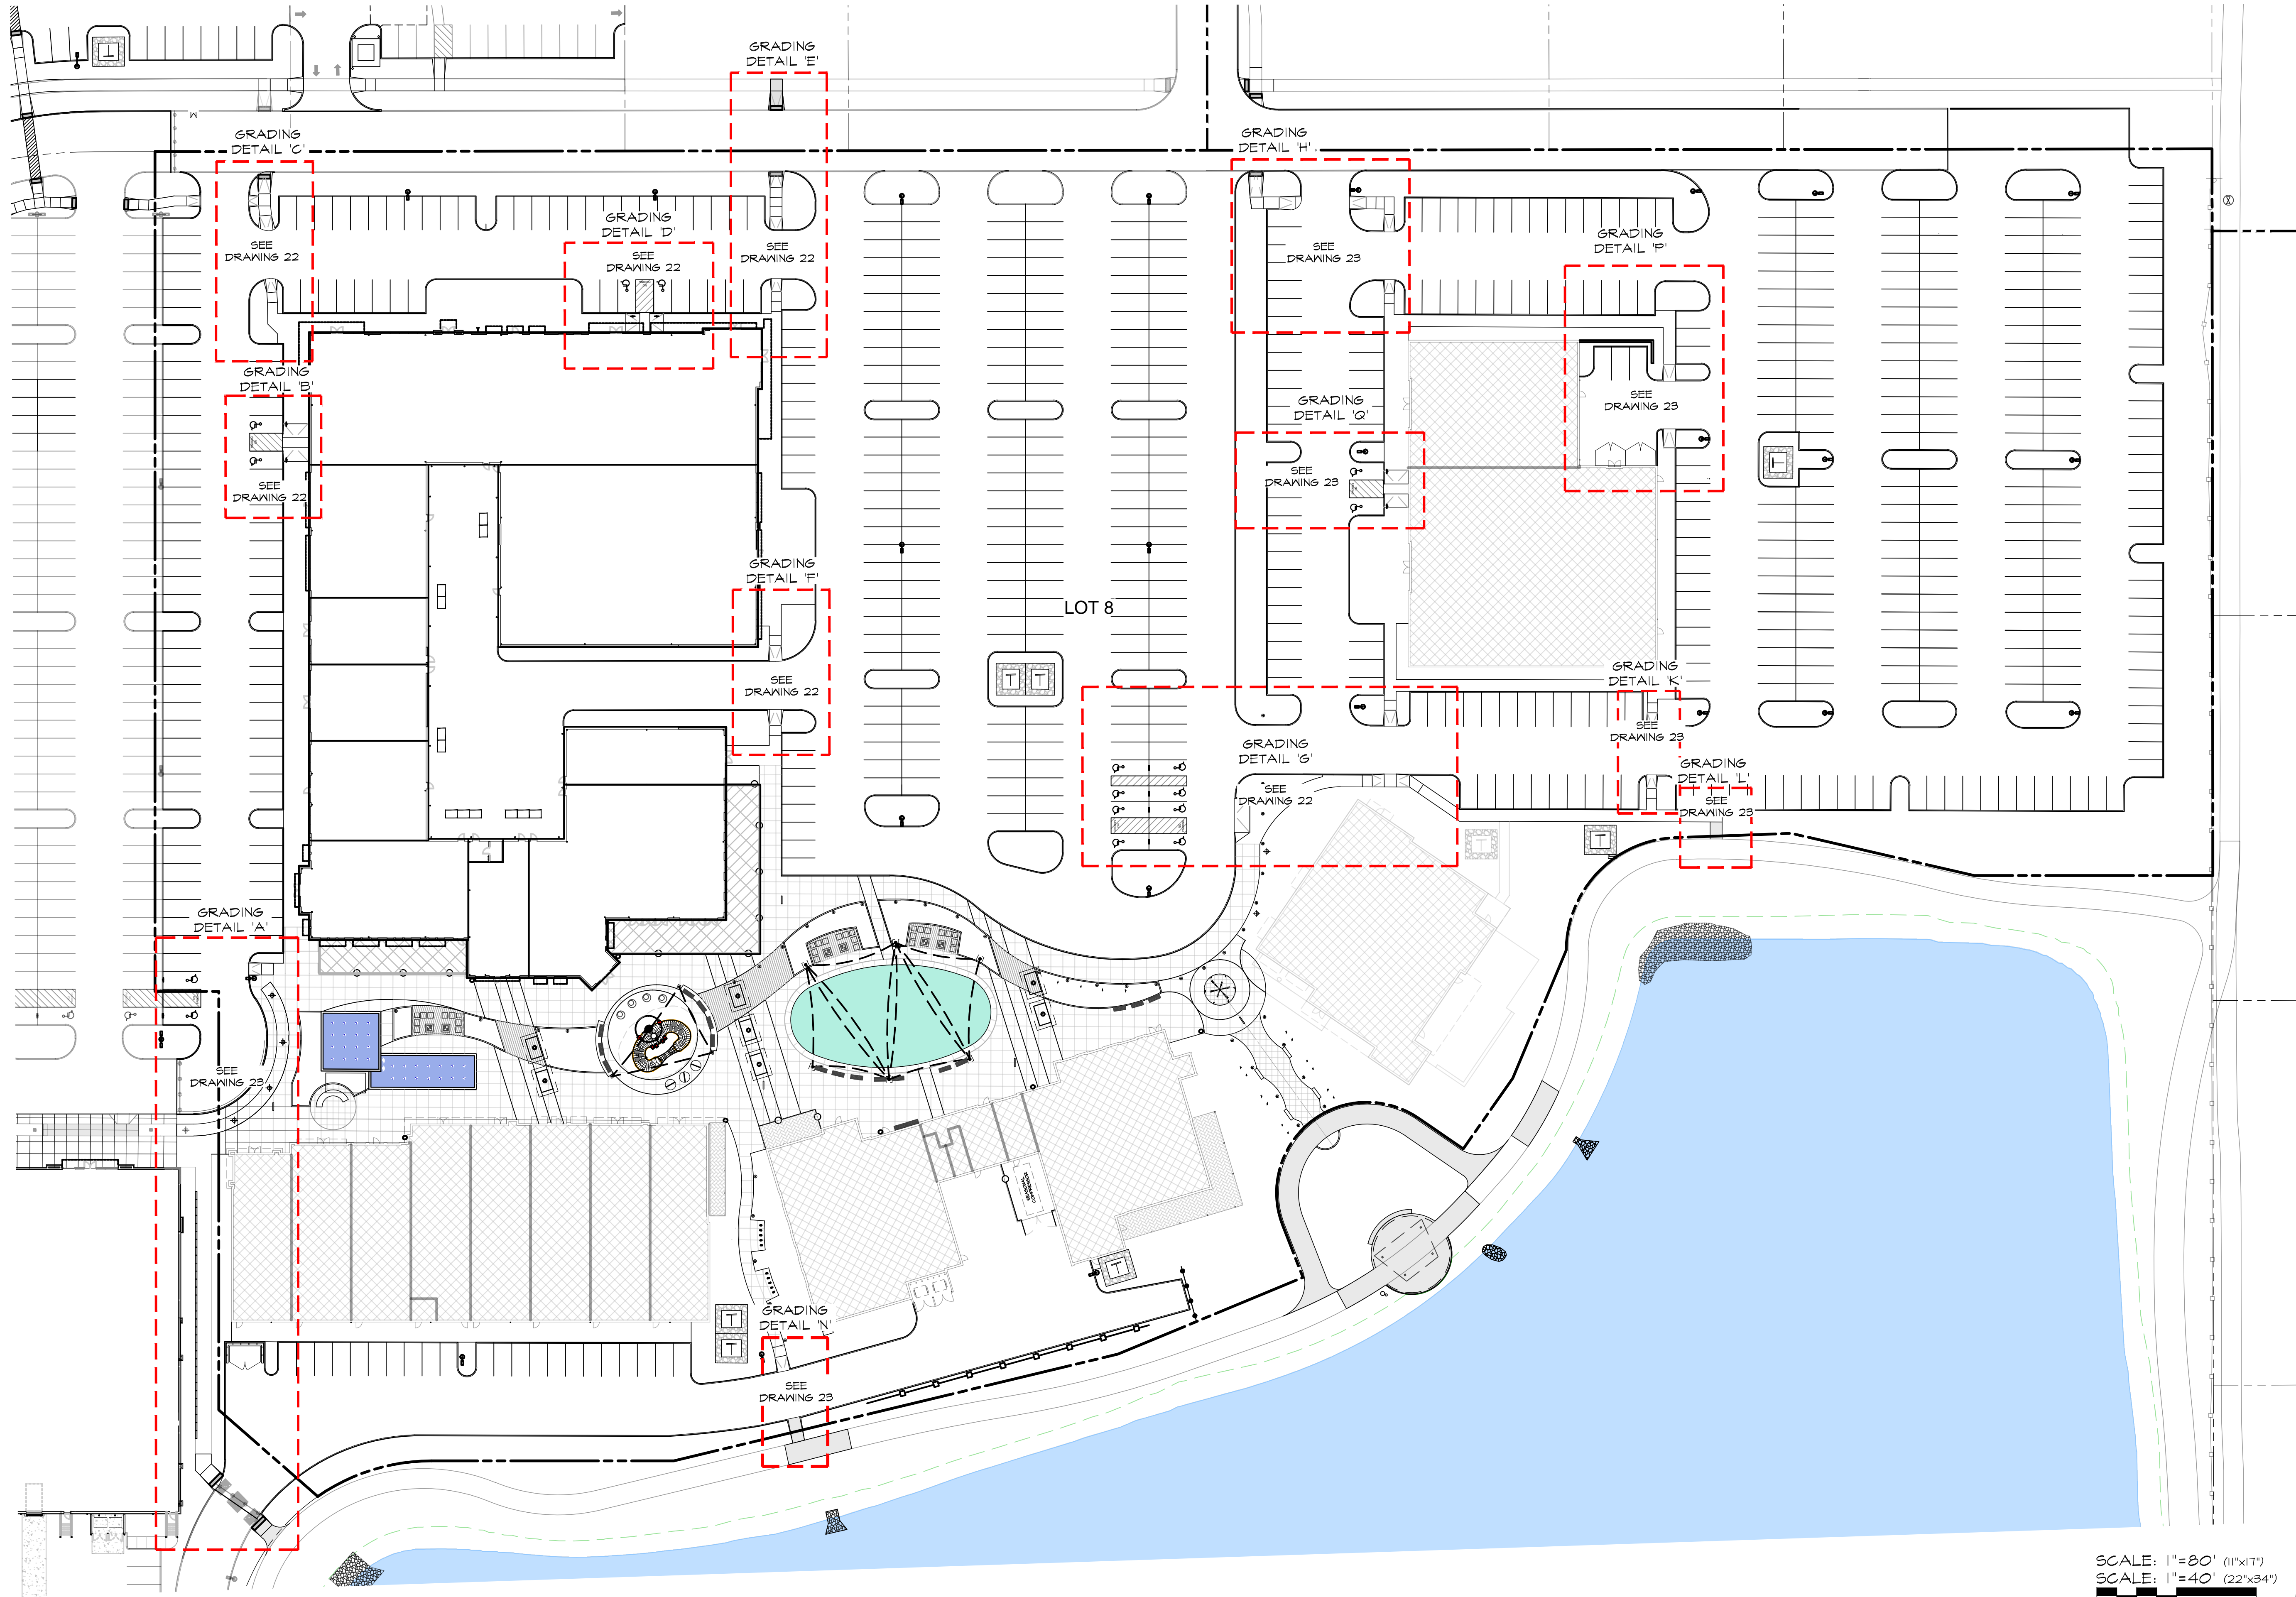 GRADING
DETAIL 'E'
GRADING
DETAIL 'C'
GRADING
DETAIL 'H'
SEE
DRAWING 22
GRADING
DETAIL 'D'
SEE
DRAWING 22
SEE
DRAWING 22
SEE
DRAWING 23
GRADING
DETAIL 'P'
GRADING
DETAIL 'B'
SEE
DRAWING 22
GRADING
DETAIL 'Q'
SEE
DRAWING 23
SEE
DRAWING 23
GRADING
DETAIL 'F'
SEE
DRAWING 22
LOT 8
T
T
T
T
GRADING
DETAIL 'K'
SEE
DRAWING 23
GRADING
DETAIL 'G'
SEE
DRAWING 22
GRADING
DETAIL 'L'
SEE
DRAWING 23
T
T
GRADING
DETAIL 'A'
SEE
DRAWING 23
SEASONAL
T
T
T
GRADING
DETAIL 'N'
SEE
DRAWING 23
SCALE: 1"=80' (11"x17")
SCALE: 1"=40' (22"x34")